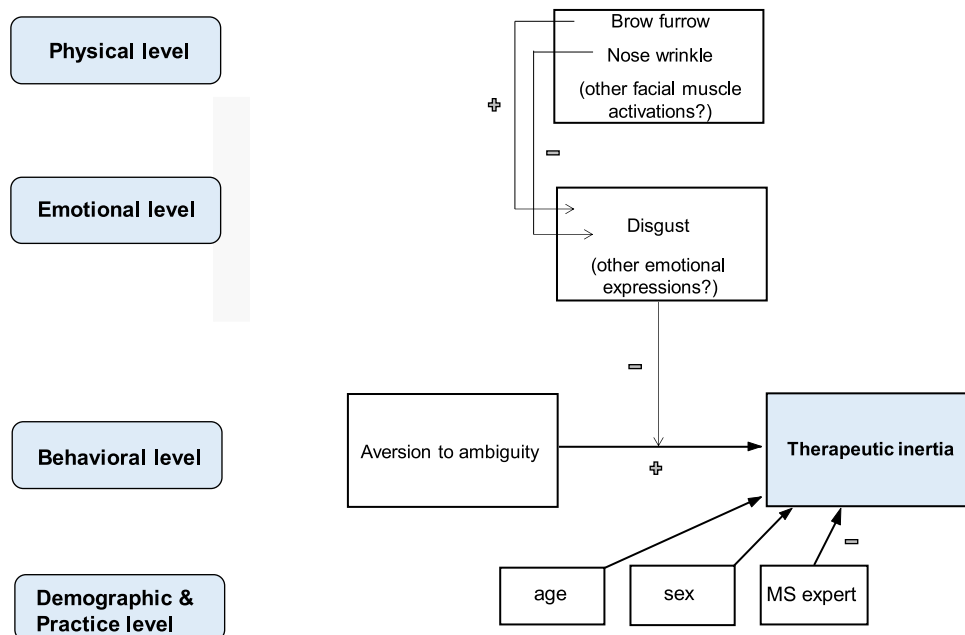 Physical level
Brow furrow
Nose wrinkle
(other facial muscle
activations?)
+
-
Emotional level
Disgust
(other emotional
expressions?)
-
Behavioral level
Aversion to ambiguity
+
Therapeutic inertia
-
Demographic &
Practice level
age
sex
MS expert